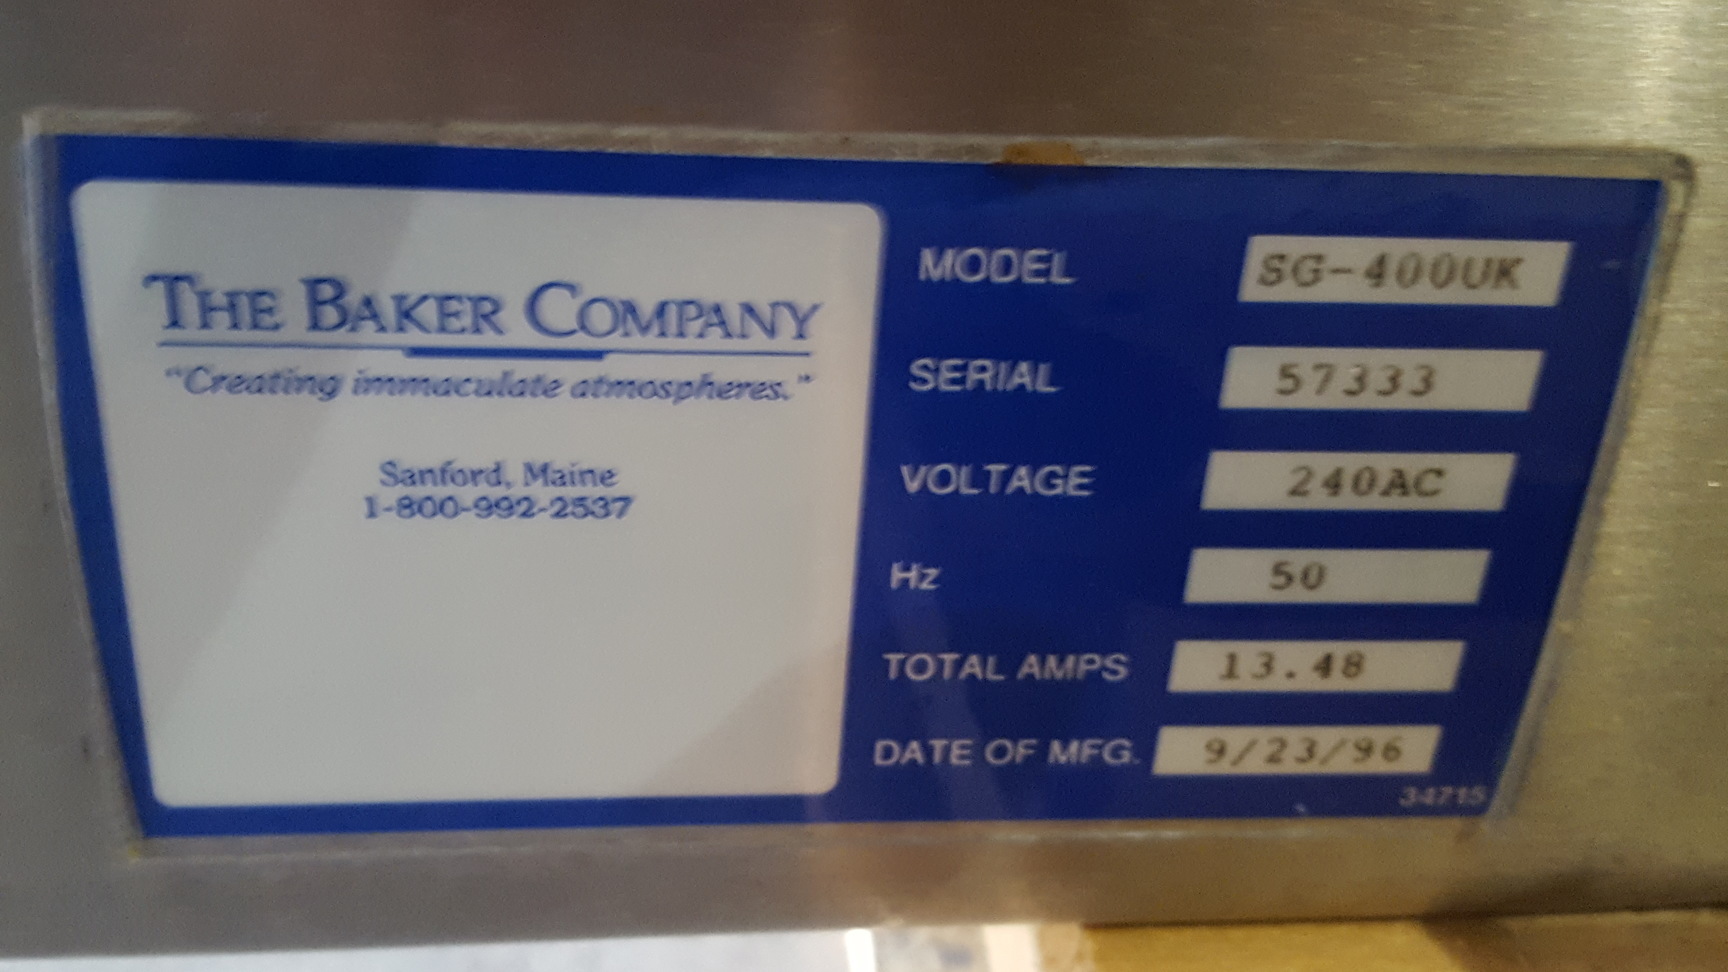 THE BAKER COMPANY
"Creating immaculate atmospheres."
Sanford, Maine
1-800-992-2537
MODEL SG-400UK
SERIAL 57333
VOLTAGE 240AC
Hz 50
TOTAL AMPS 13.48
DATE OF MFG. 9/23/96
34715